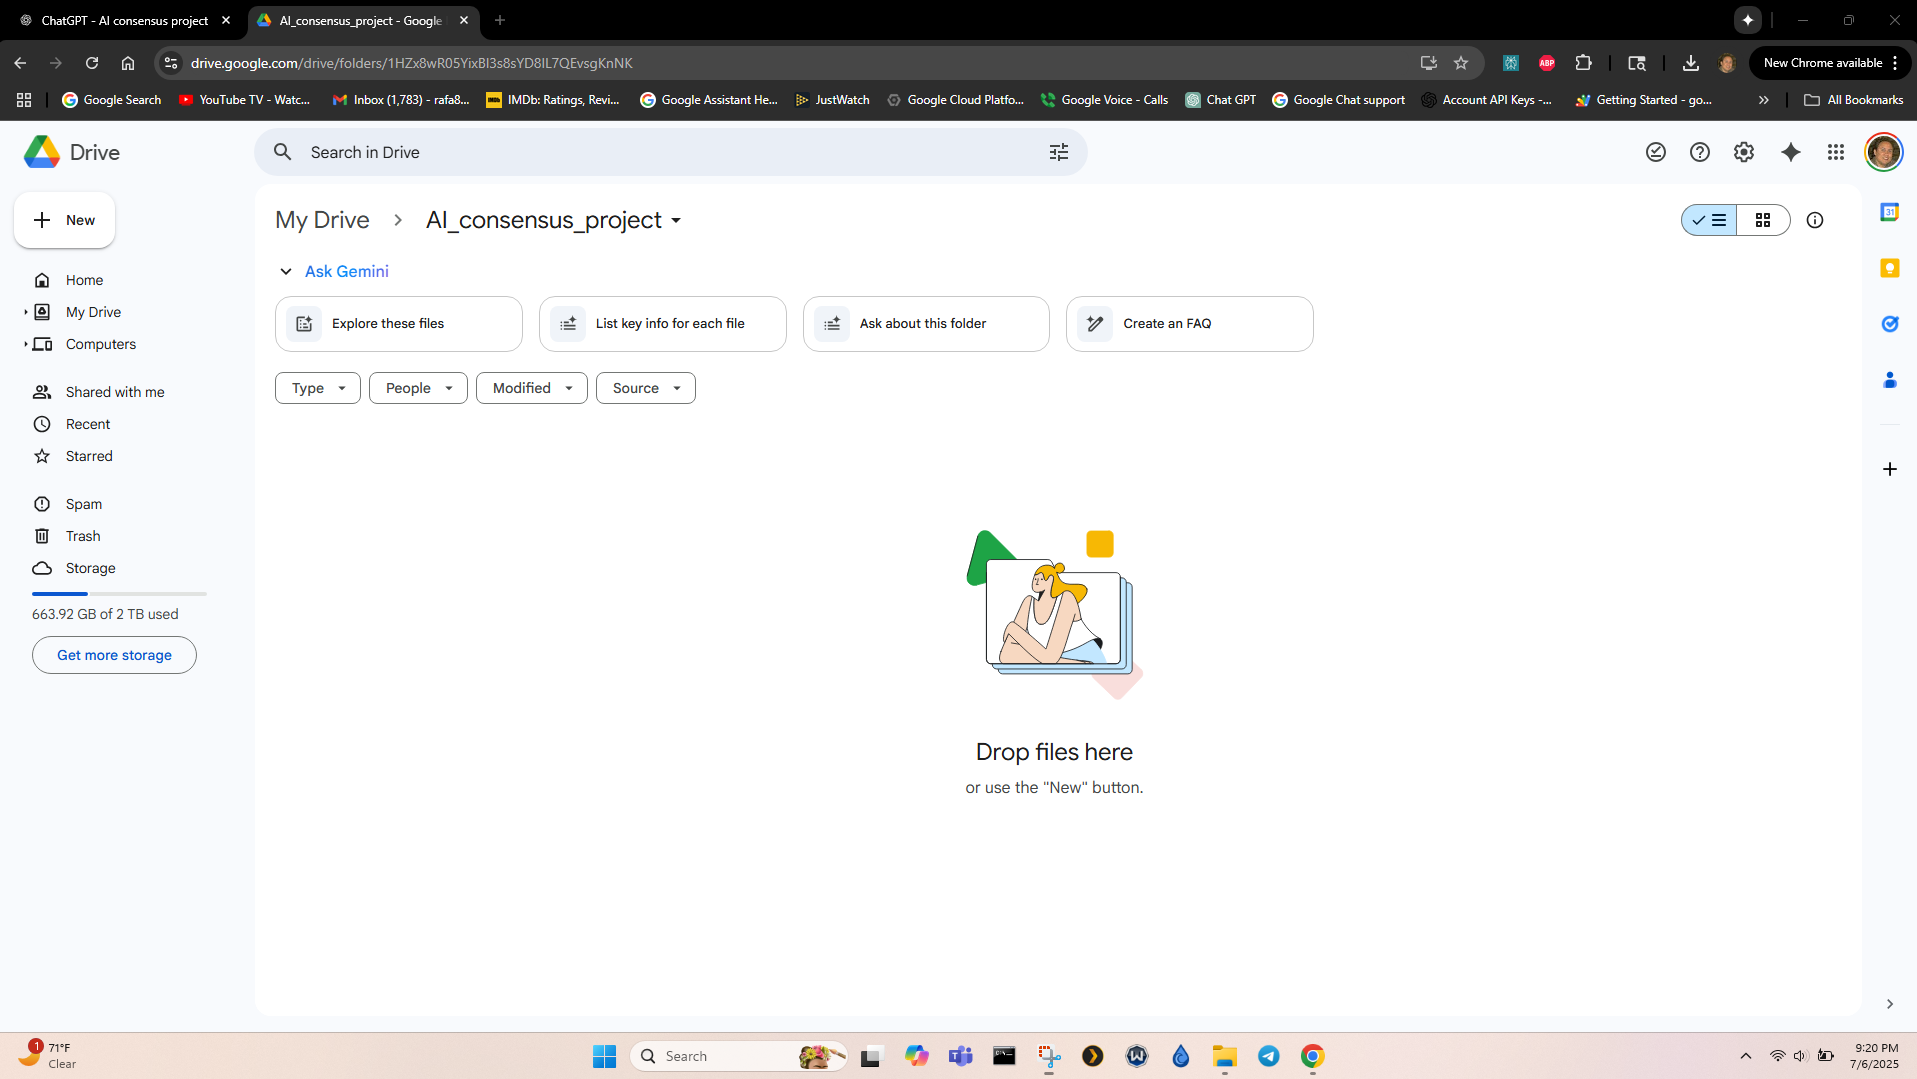 ChatGPT - AI consensus project
AI_consensus_project - Google
drive.google.com/drive/folders/1HZx8wR05YixBl3s8sYD8IL7QEvsgKnNK
ABP
New Chrome available
Google Search
YouTube TV - Watc...
Inbox (1,783) - rafa8...
IMDb: Ratings, Revi...
Google Assistant He...
JustWatch
Google Cloud Platfo...
Google Voice - Calls
Chat GPT
Google Chat support
Account API Keys -...
Getting Started - go...
All Bookmarks
Drive
Search in Drive
New
My Drive
AI_consensus_project
31
Ask Gemini
Explore these files
List key info for each file
Ask about this folder
Create an FAQ
Type
People
Modified
Source
Home
My Drive
Computers
Shared with me
Recent
Starred
Spam
Trash
Storage
663.92 GB of 2 TB used
Get more storage
Drop files here
or use the "New" button.
1
71°F
Clear
Search
9:20 PM
7/6/2025